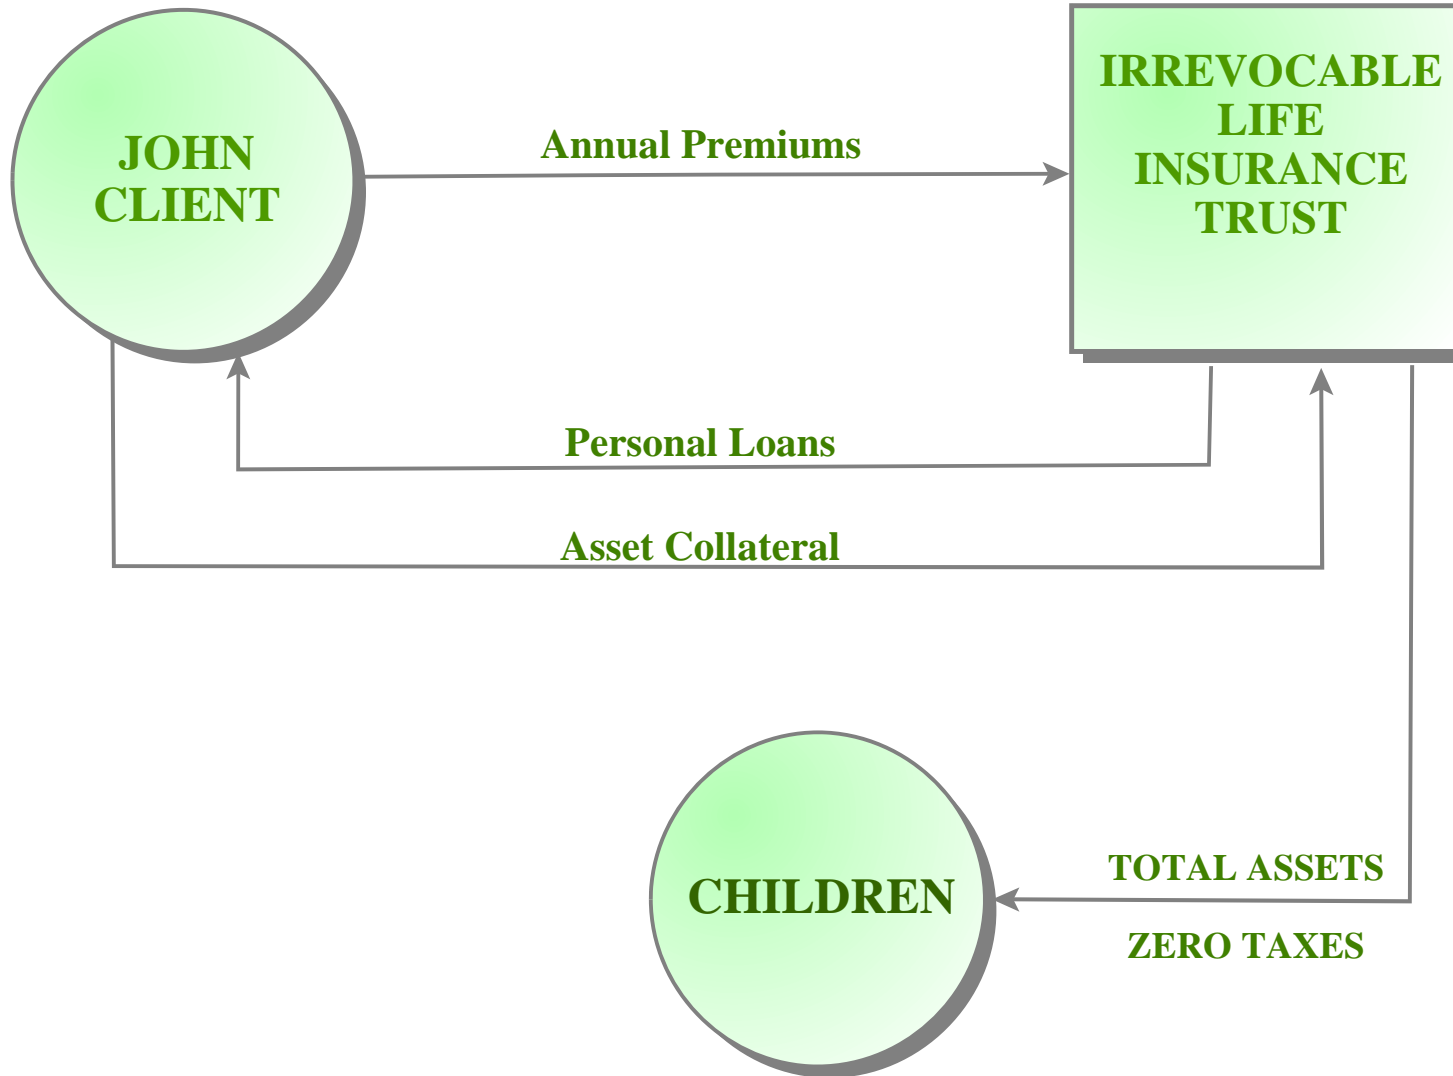 JOHN
CLIENT
Annual Premiums
IRREVOCABLE
LIFE
INSURANCE
TRUST
Personal Loans
Asset Collateral
CHILDREN
TOTAL ASSETS
ZERO TAXES